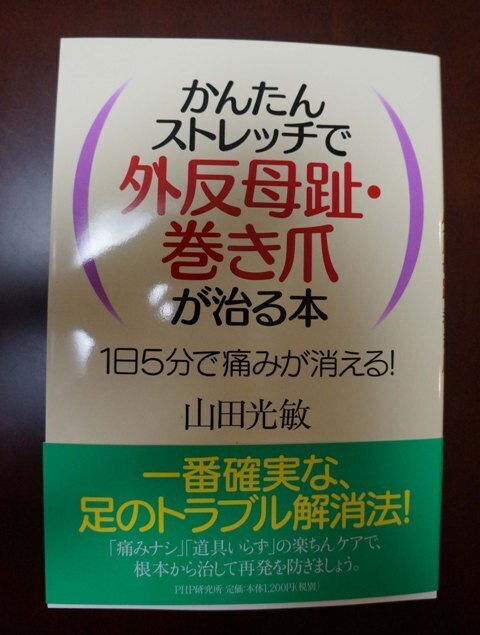 かんたん
ストレッチで
外反母趾・
巻き爪
が治る本
1日5分で痛みが消える!
山田光敏
一番確実な、
足のトラブル解消法!
「痛みナシ」「道具いらず」の楽ちんケアで、
根本から治して再発を防ぎましょう。
PHP研究所 定価:本体1,200円(税別)